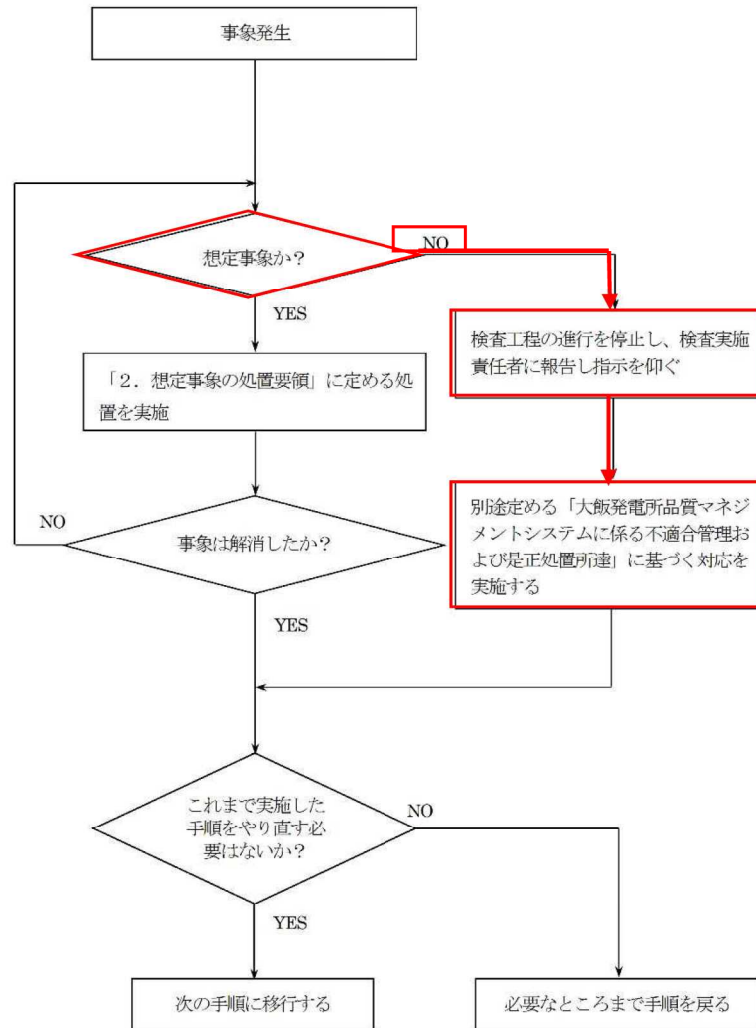 事象発生
想定事象か？
NO
YES
検査工程の進行を停止し、検査実施
責任者に報告し指示を仰ぐ
「２．想定事象の処置要領」に定める処
置を実施
別途定める「大飯発電所品質マネ
ジメントシステムに係る不適合管理お
よび是正処置所達」に基づく対応を
実施する
NO
事象は解消したか？
YES
これまで実施した
手順をやり直す必
要はないか？
NO
YES
次の手順に移行する
必要なところまで手順を戻る